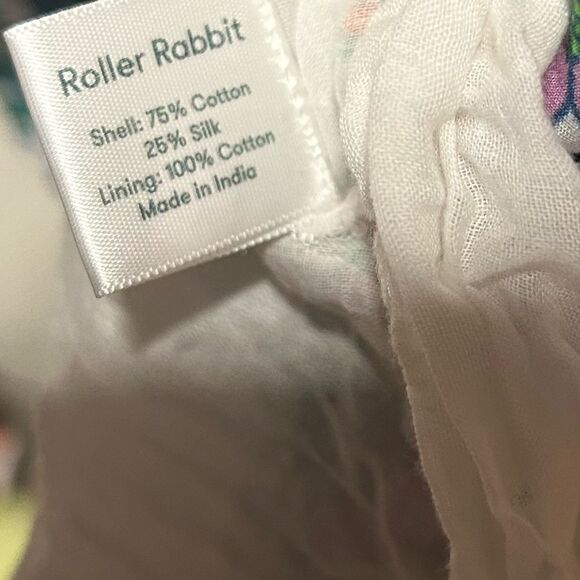 Roller Rabbit
Shell: 75% Cotton
25% Silk
Lining: 100% Cotton
Made in India